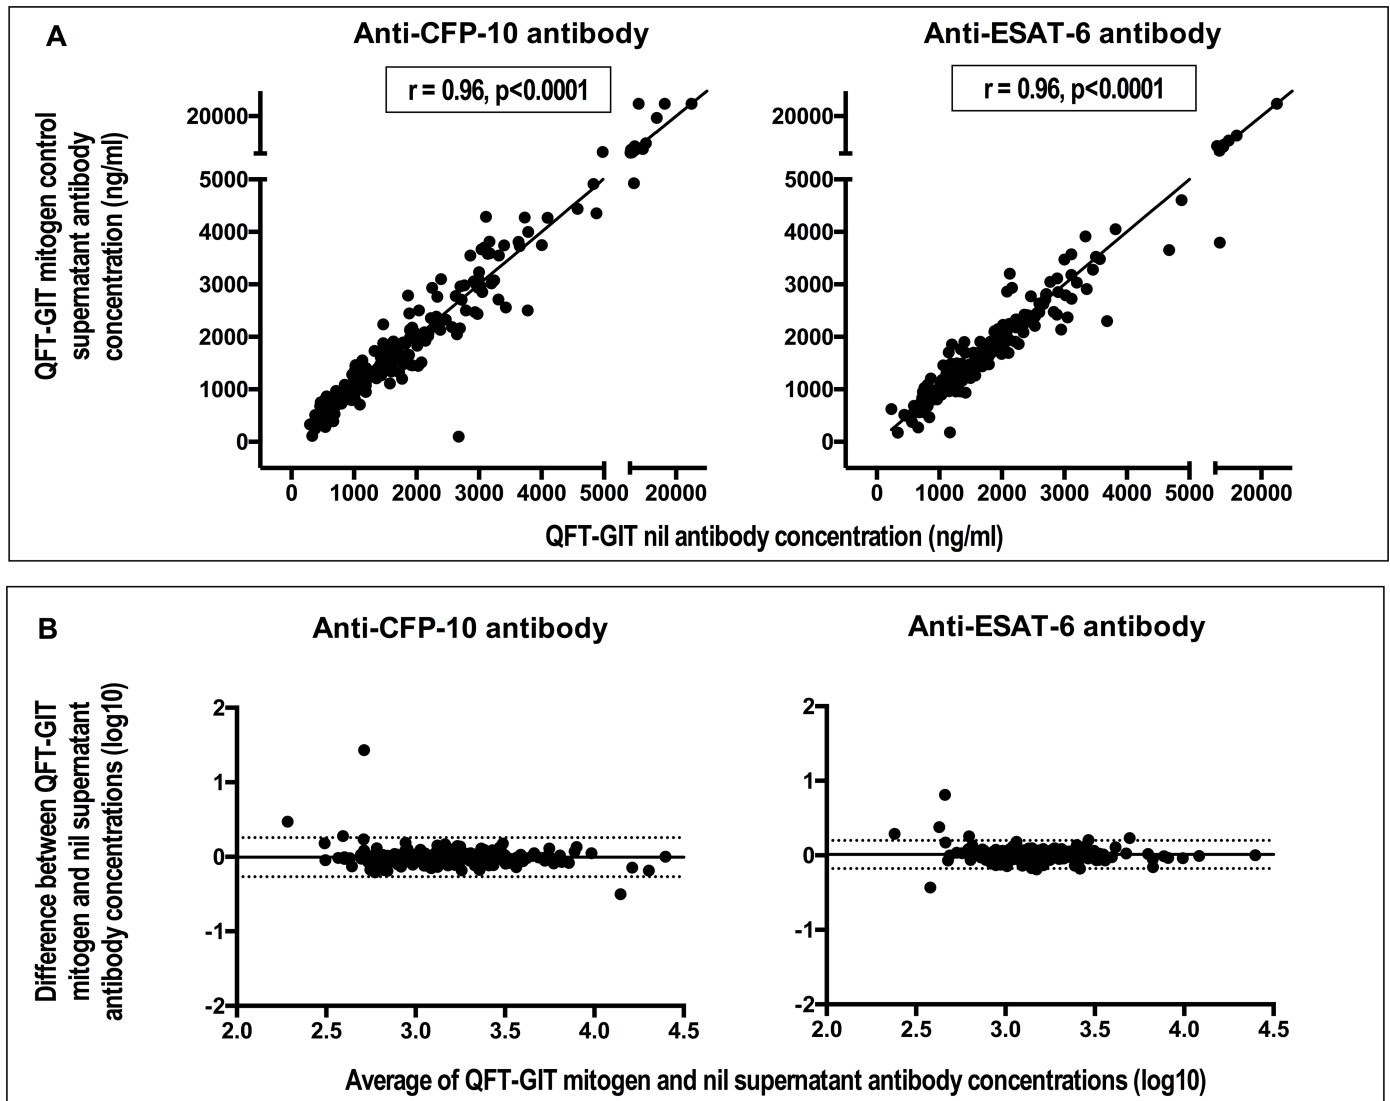 A
Anti-CFP-10 antibody
Anti-ESAT-6 antibody
r = 0.96, p<0.0001
r = 0.96, p<0.0001
QFT-GIT mitogen control
supernatant antibody
concentration (ng/ml)
20000
5000
4000
3000
2000
1000
0
0 1000 2000 3000 4000 5000 20000
20000
5000
4000
3000
2000
1000
0
0 1000 2000 3000 4000 5000 20000
QFT-GIT nil antibody concentration (ng/ml)
B
Anti-CFP-10 antibody
Anti-ESAT-6 antibody
Difference between QFT-GIT
mitogen and nil supernatant
antibody concentrations (log10)
2
1
0
-1
-2
2.0 2.5 3.0 3.5 4.0 4.5
2
1
0
-1
-2
2.0 2.5 3.0 3.5 4.0 4.5
Average of QFT-GIT mitogen and nil supernatant antibody concentrations (log10)